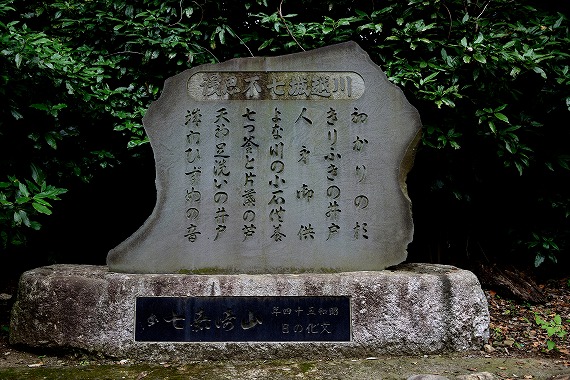 川越城七不思議
初かりの杉
きりふきの井戸
人身御供
よな川の小石供養
七つ釜と片葉の芦
天神足洗いの井戸
城内ひずめの音
昭和五十四年
文化の日